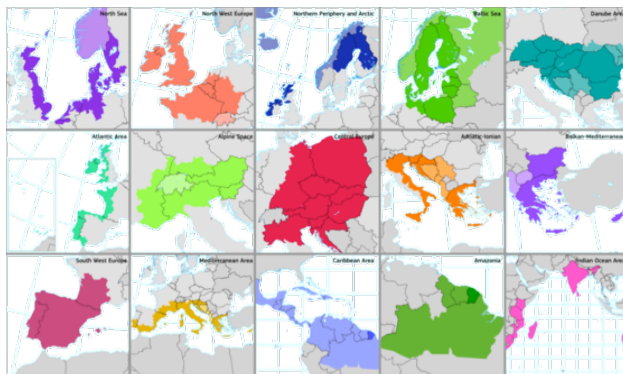 North Sea
North West Europe
Northern Periphery and Arctic
Baltic Sea
Danube Area
Atlantic Area
Alpine Space
Central Europe
Adriatic-Ionian
Balkan-Mediterranean
South West Europe
Mediterranean Area
Caribbean Area
Amazonia
Indian Ocean Area